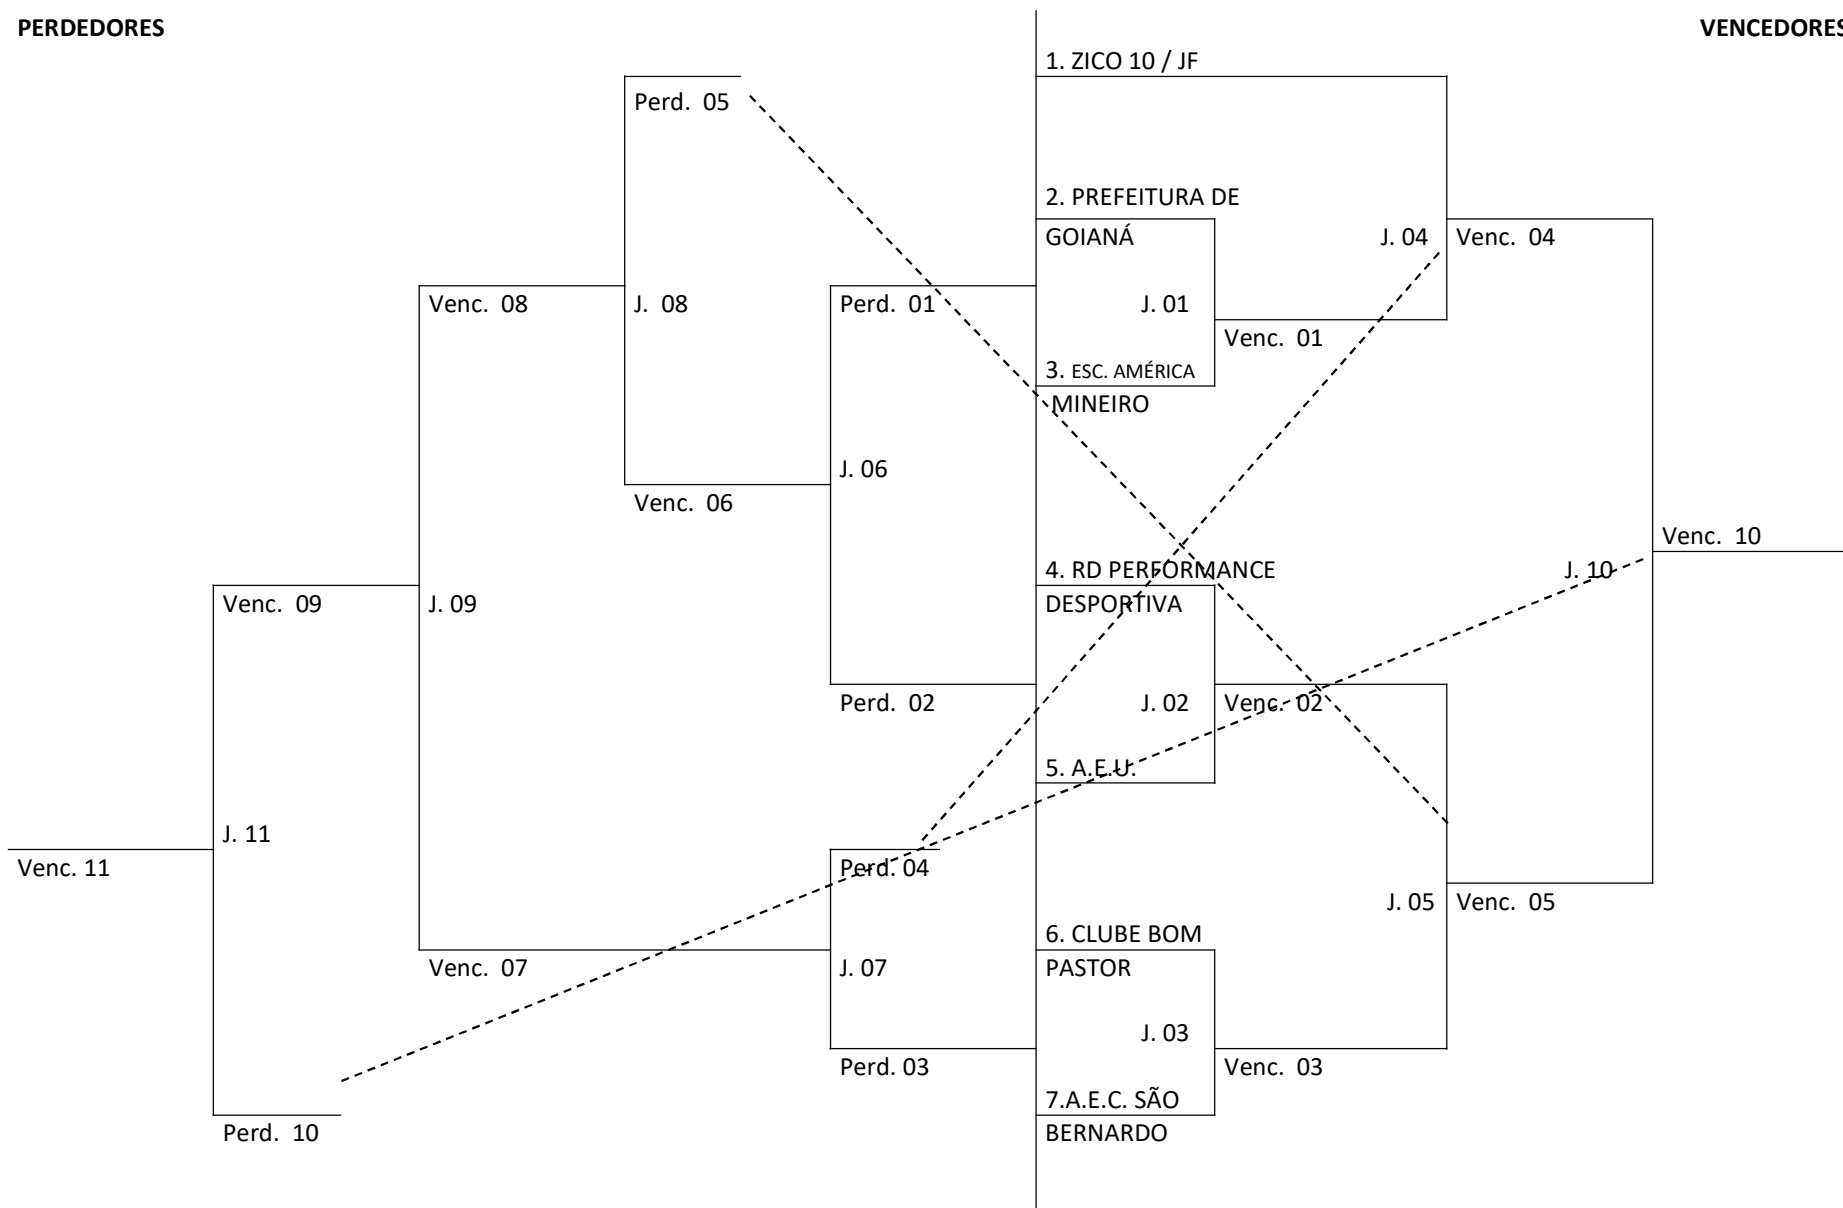 PERDEDORES
VENCEDORES
1. ZICO 10 / JF
Perd. 05
2. PREFEITURA DE
GOIANÁ
J. 04
Venc. 04
Venc. 08
J. 08
Perd. 01
J. 01
Venc. 01
3. ESC. AMÉRICA
MINEIRO
J. 06
Venc. 06
Venc. 10
4. RD PERFORMANCE
DESPORTIVA
J. 10
Venc. 09
J. 09
Perd. 02
J. 02
Venc. 02
5. A.E.U.
J. 11
Venc. 11
Perd. 04
J. 05
Venc. 05
6. CLUBE BOM
PASTOR
Venc. 07
J. 07
J. 03
Perd. 03
Venc. 03
7.A.E.C. SÃO
BERNARDO
Perd. 10